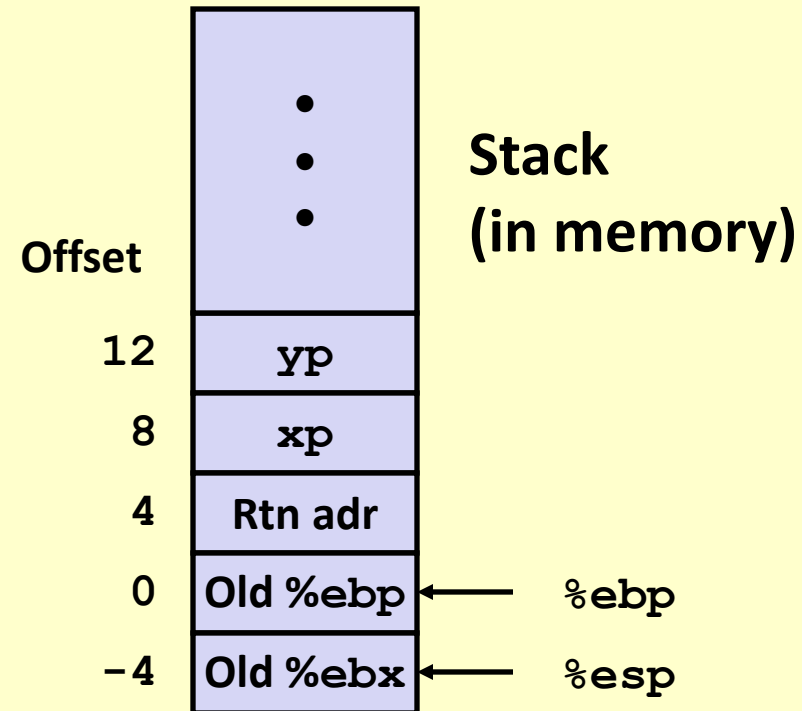 Stack
(in memory)
Offset
12 yp
8 xp
4 Rtn adr
0 Old %ebp %ebp
-4 Old %ebx %esp